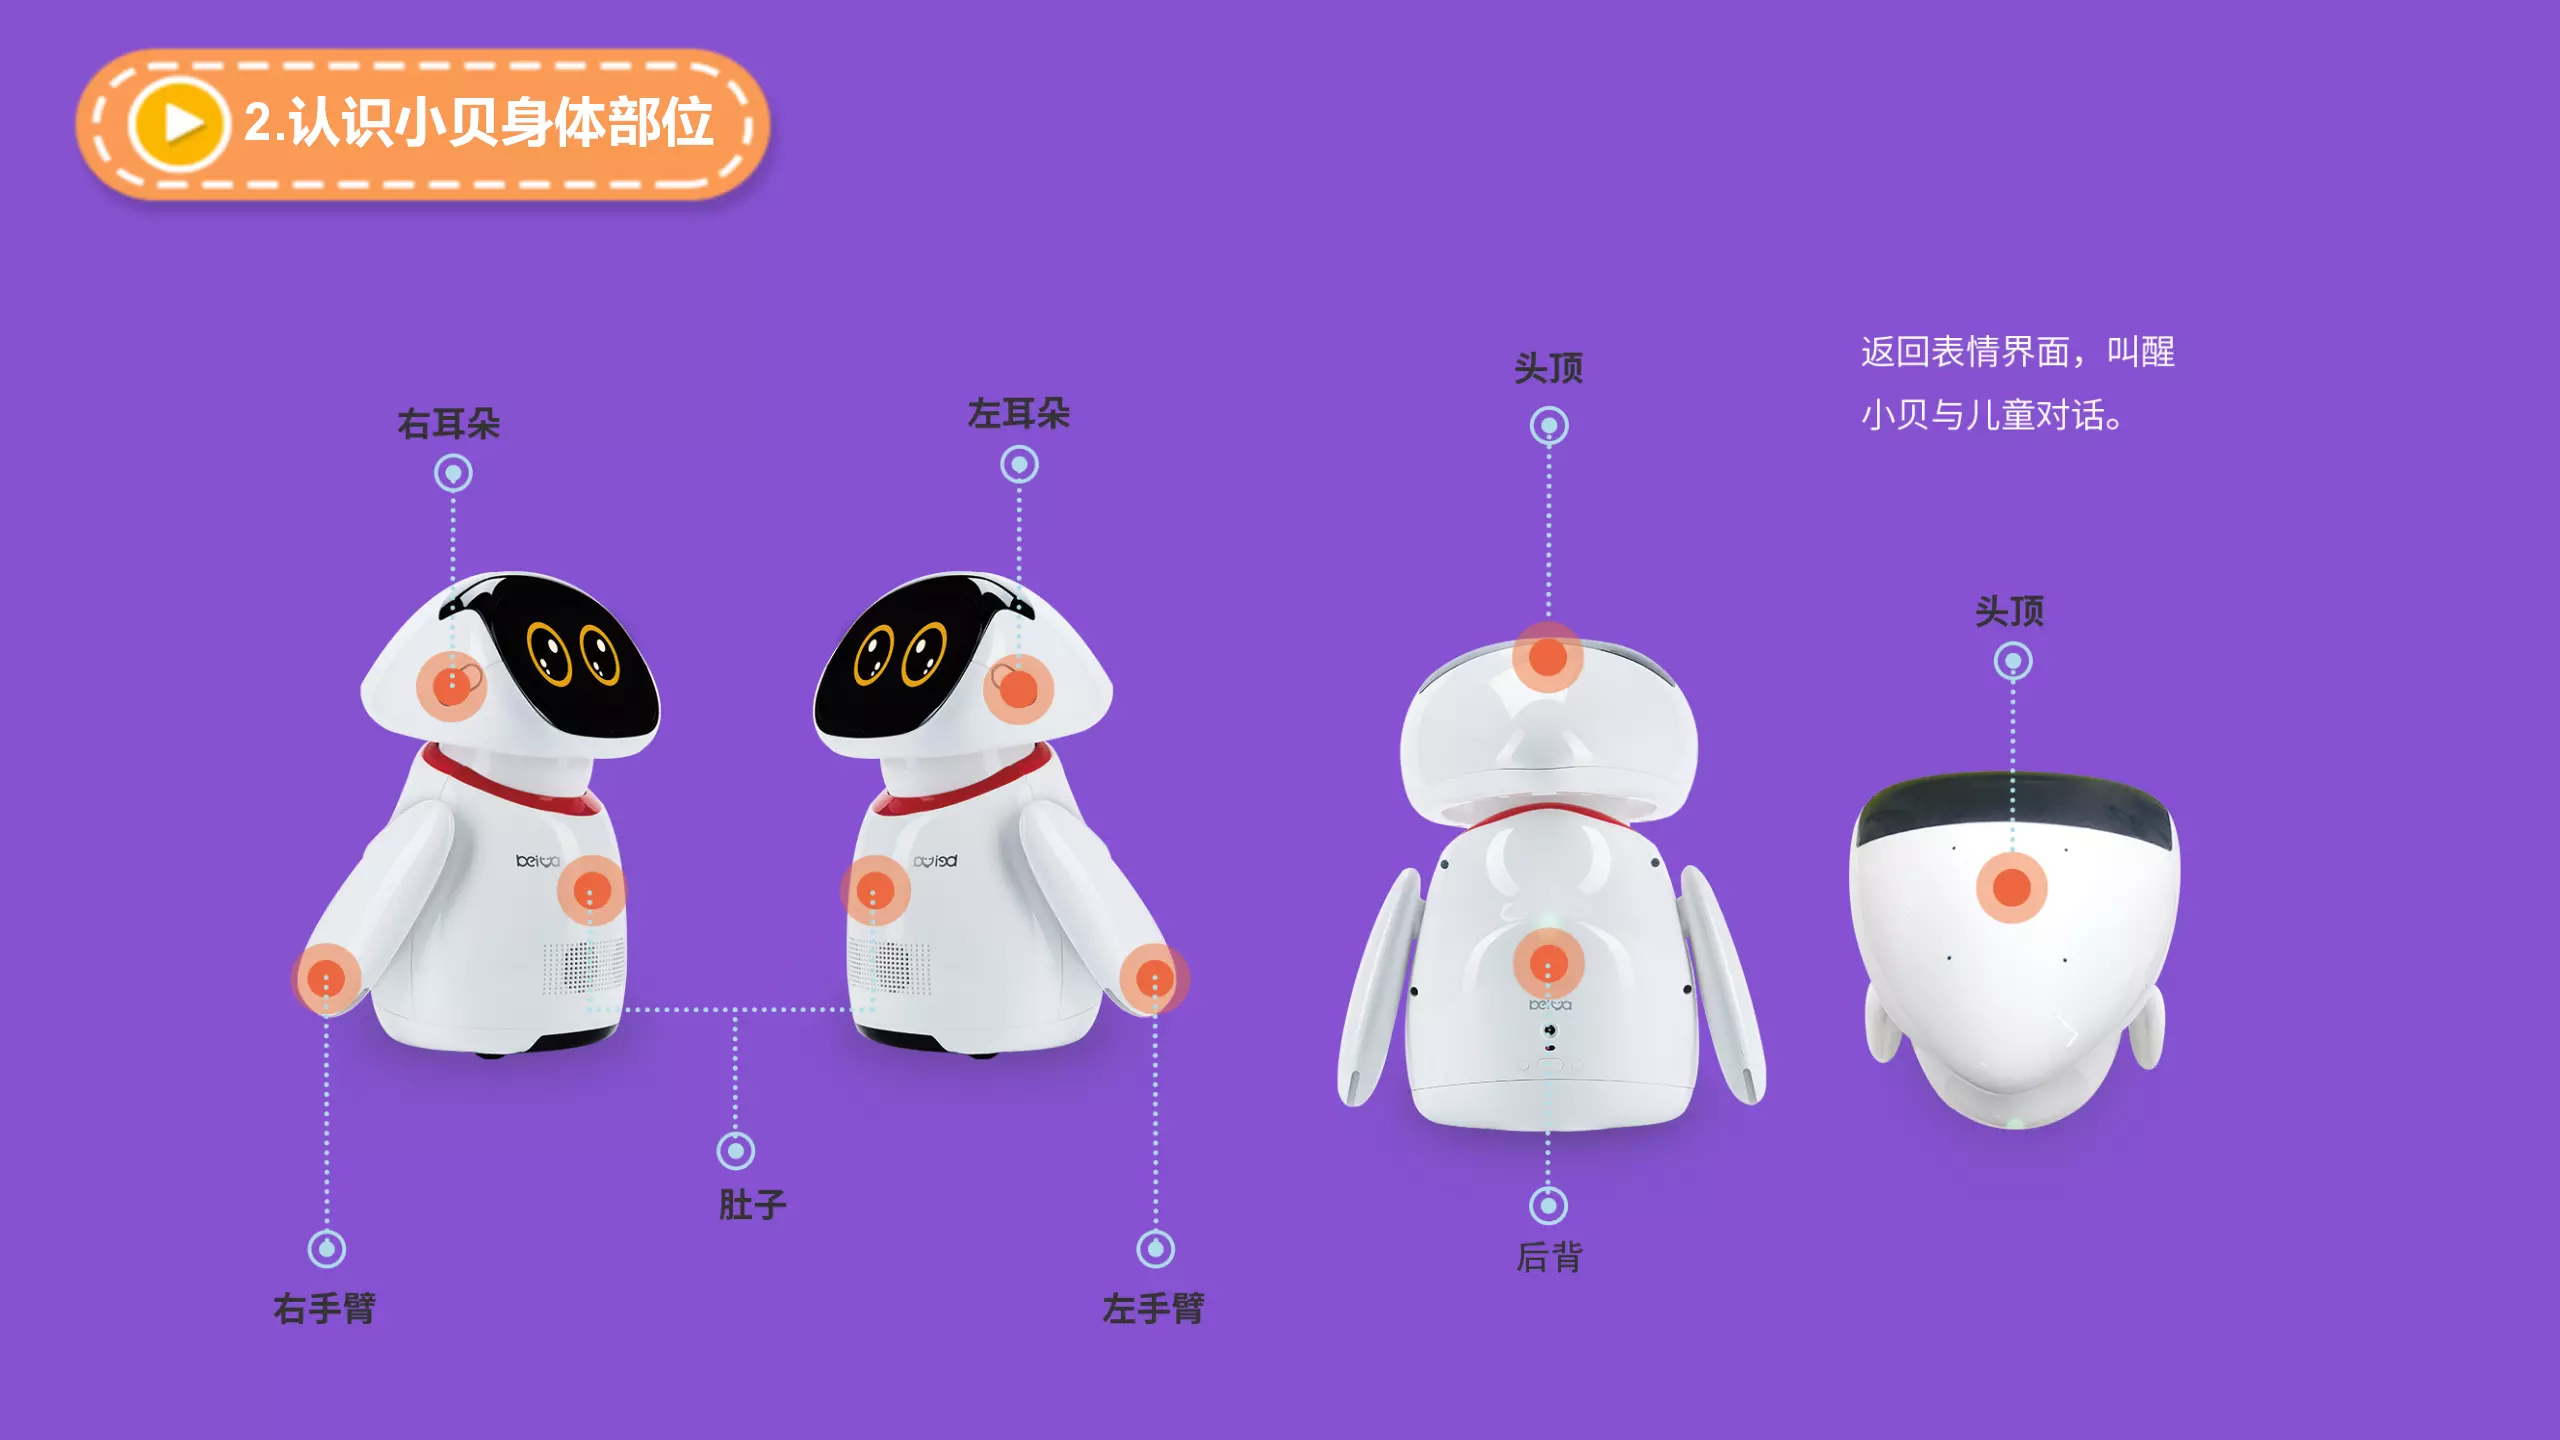 2.认识小贝身体部位
返回表情界面，叫醒
小贝与儿童对话。
右耳朵
左耳朵
头顶
头顶
beiwa
beiwa
肚子
后背
右手臂
左手臂